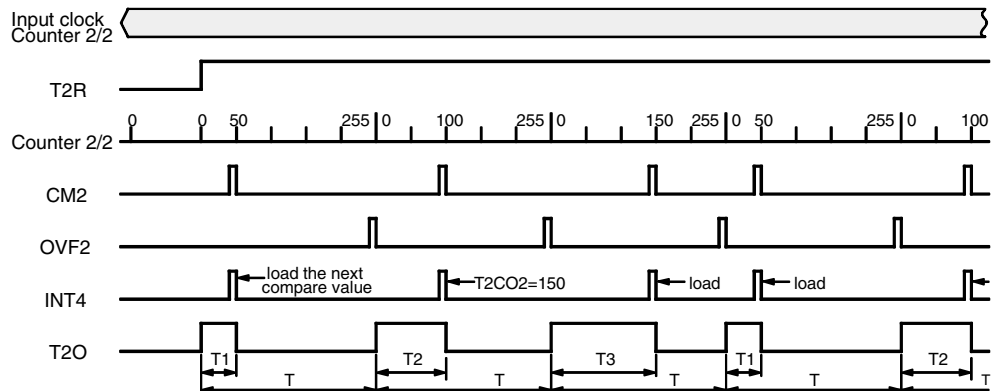 Input clock
Counter 2/2
T2R
0 0 50 255 0 100 255 0 150 255 0 50 255 0 100
Counter 2/2
CM2
OVF2
load the next
compare value
T2CO2=150
load
load
INT4
T2O
T1 T2 T3 T1 T2
T T T T T